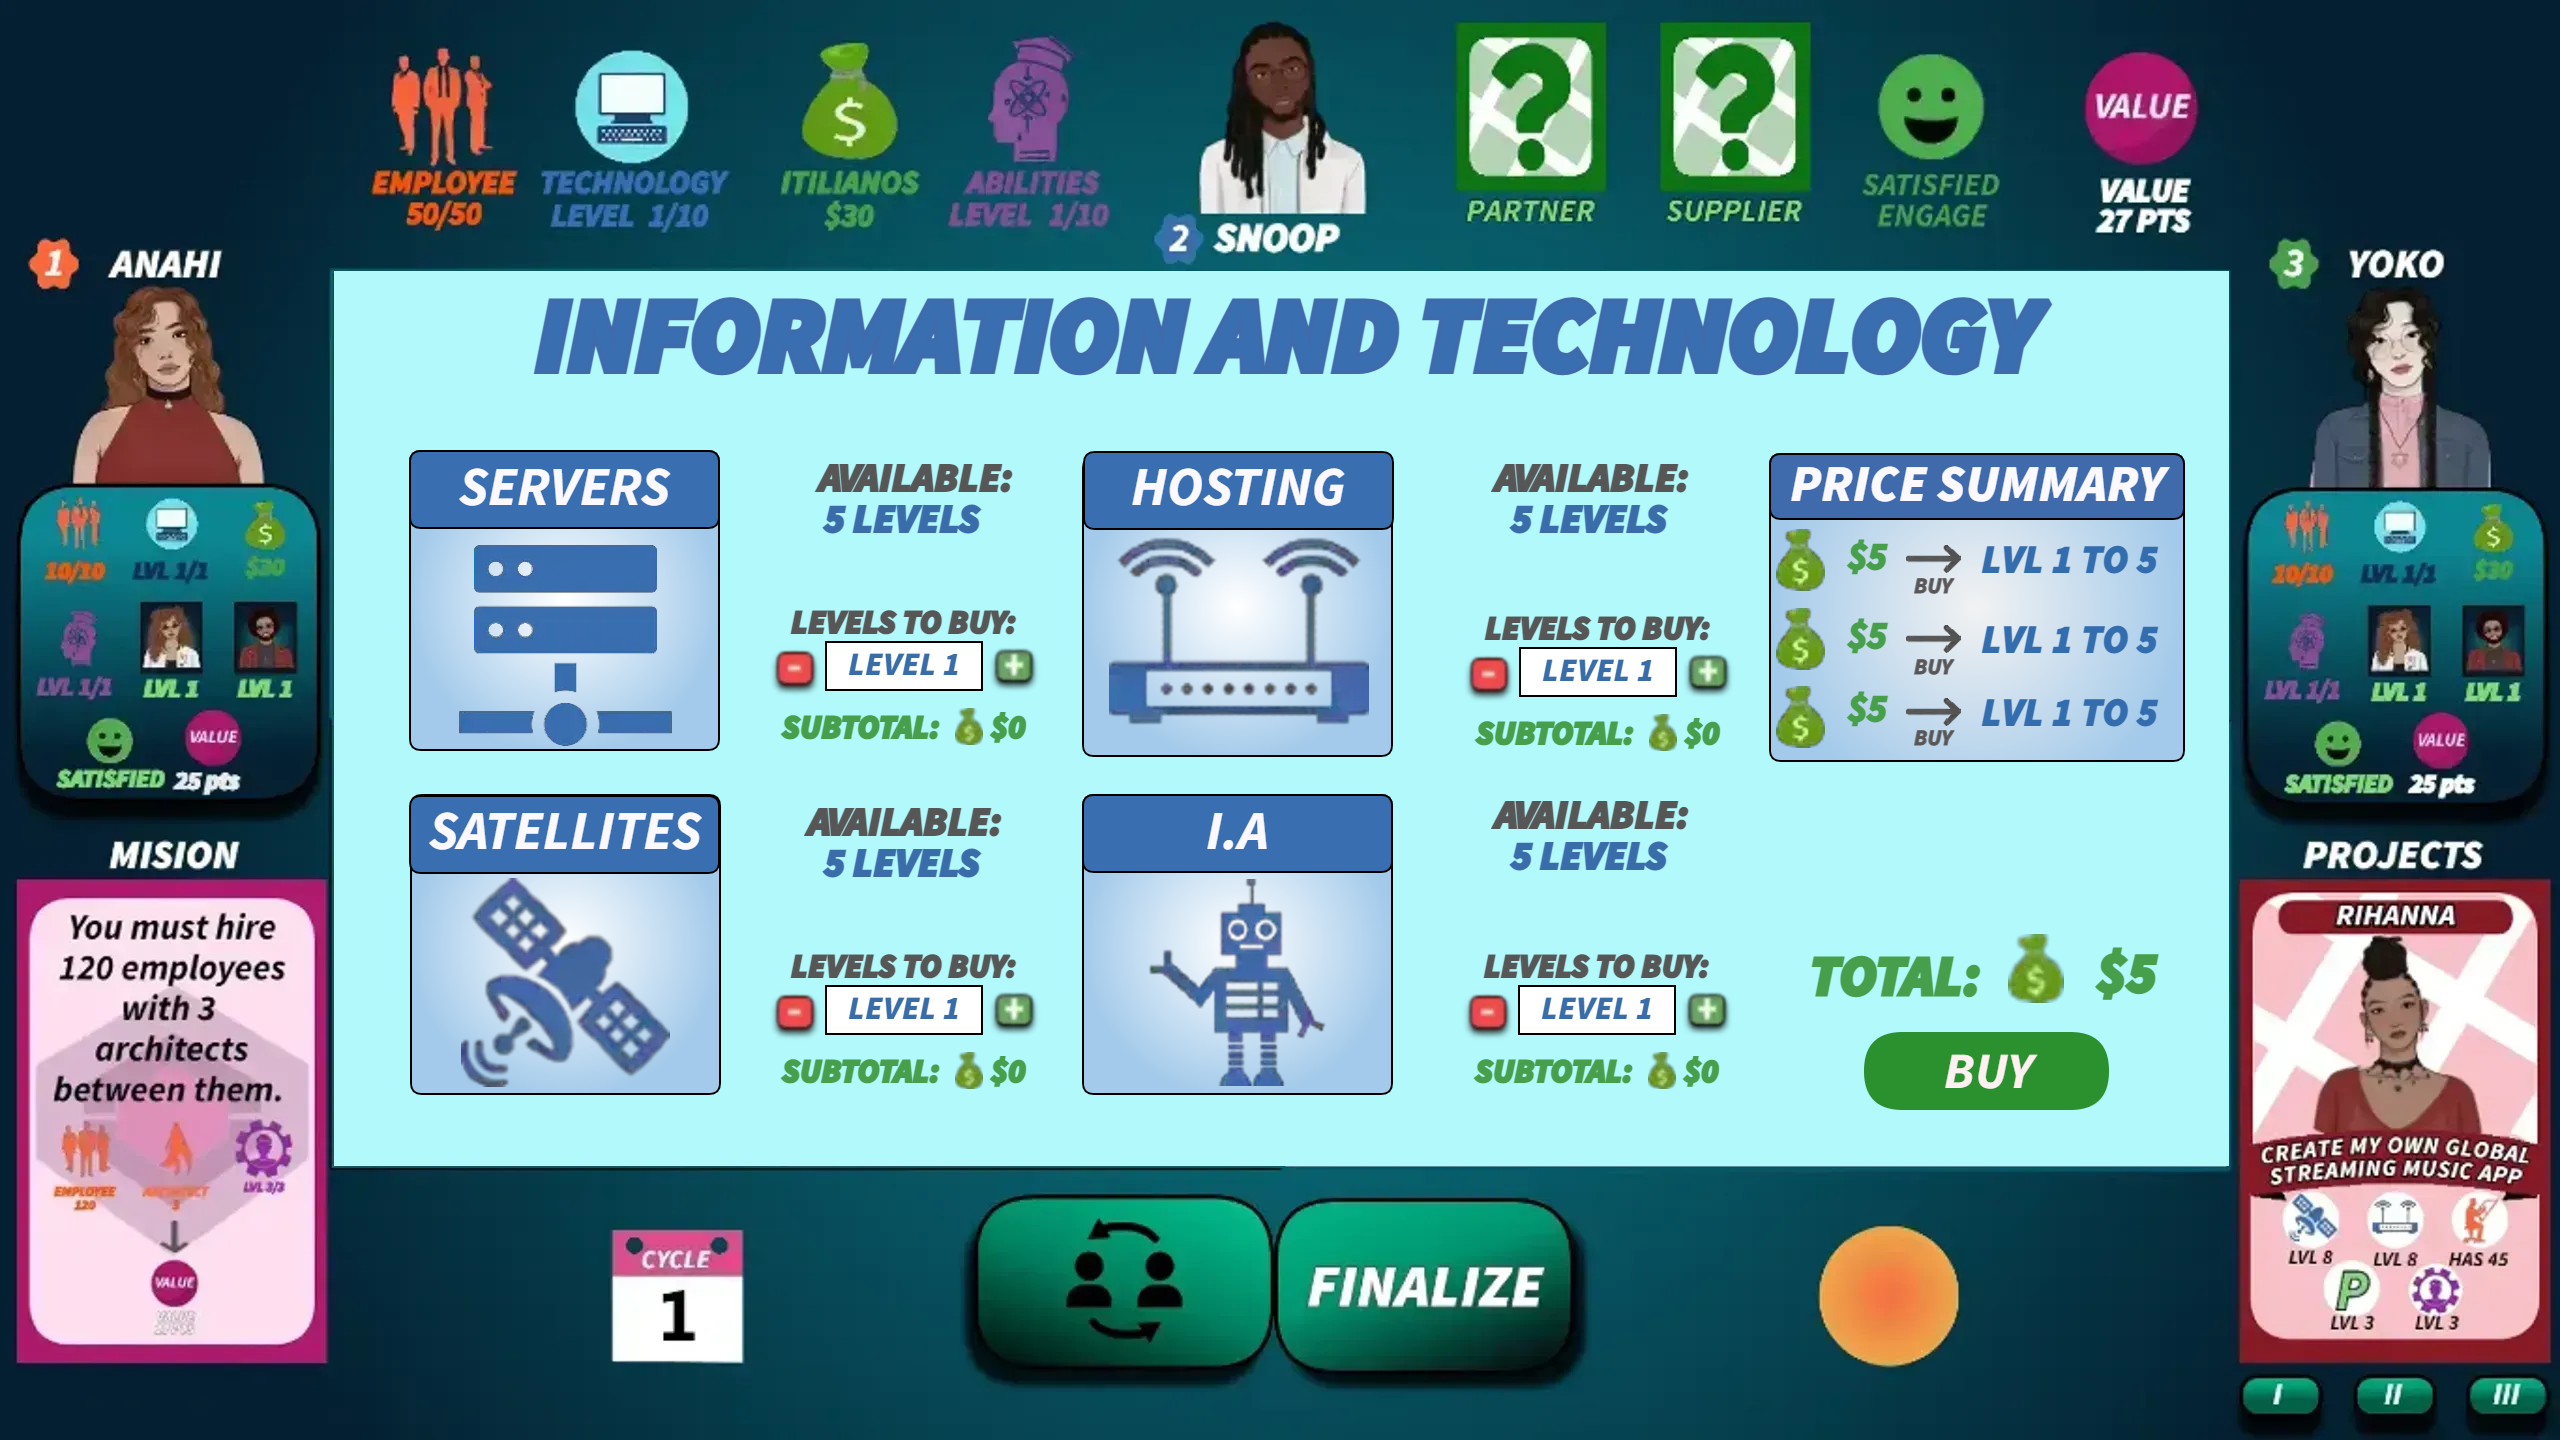 EMPLOYEE
50/50
TECHNOLOGY
LEVEL 1/10
$
ITILIANOS
$30
ABILITIES
LEVEL 1/10
2 SNOOP
?
PARTNER
?
SUPPLIER
SATISFIED
ENGAGE
VALUE
VALUE
27 PTS
1 ANAHI
10/10
LVL 1/1
$
$30
LVL 1/1
LVL 1
LVL 1
VALUE
SATISFIED
25 pts
MISION
You must hire
120 employees
with 3
architects
between them.
EMPLOYEE
120
ARCHITECT
3
LVL 3/3
VALUE
INFORMATION AND TECHNOLOGY
SERVERS
AVAILABLE:
5 LEVELS
LEVELS TO BUY:
- LEVEL 1 +
SUBTOTAL: $ $0
HOSTING
AVAILABLE:
5 LEVELS
LEVELS TO BUY:
- LEVEL 1 +
SUBTOTAL: $ $0
PRICE SUMMARY
$ $5 → LVL 1 TO 5
BUY
$ $5 → LVL 1 TO 5
BUY
$ $5 → LVL 1 TO 5
BUY
SATELLITES
AVAILABLE:
5 LEVELS
LEVELS TO BUY:
- LEVEL 1 +
SUBTOTAL: $ $0
I.A
AVAILABLE:
5 LEVELS
LEVELS TO BUY:
- LEVEL 1 +
SUBTOTAL: $ $0
TOTAL: $ $5
BUY
CYCLE
1
FINALIZE
3 YOKO
10/10
LVL 1/1
$
$30
LVL 1/1
LVL 1
LVL 1
VALUE
SATISFIED
25 pts
PROJECTS
RIHANNA
CREATE MY OWN GLOBAL
STREAMING MUSIC APP
LVL 8
LVL 8
HAS 45
P
LVL 3
LVL 3
I
II
III